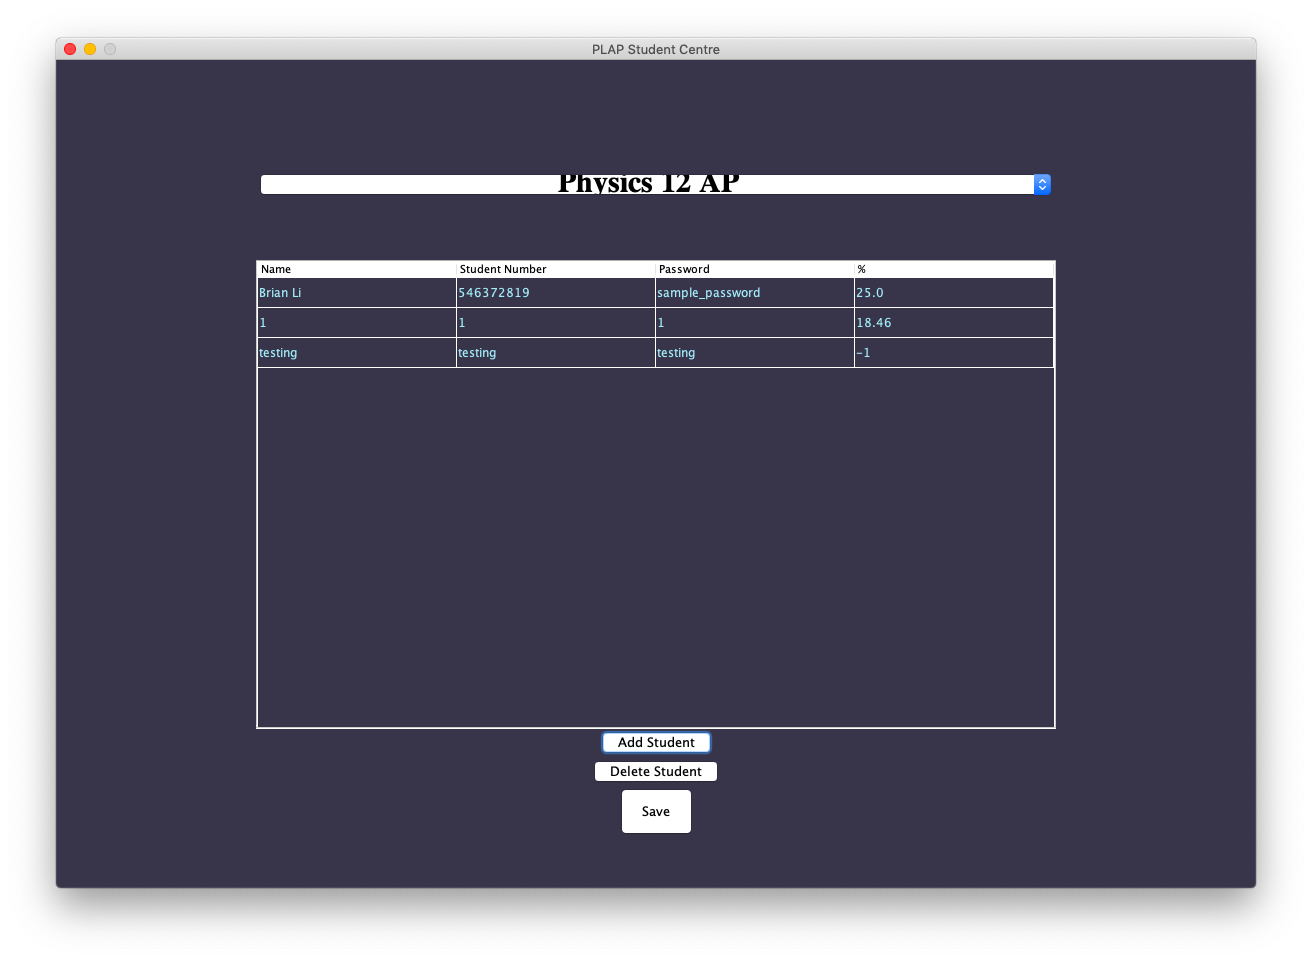 PLAP Student Centre
Physics 12 AP
Name Student Number Password %
Brian Li 546372819 sample_password 25.0
1 1 1 18.46
testing testing testing -1
Add Student
Delete Student
Save